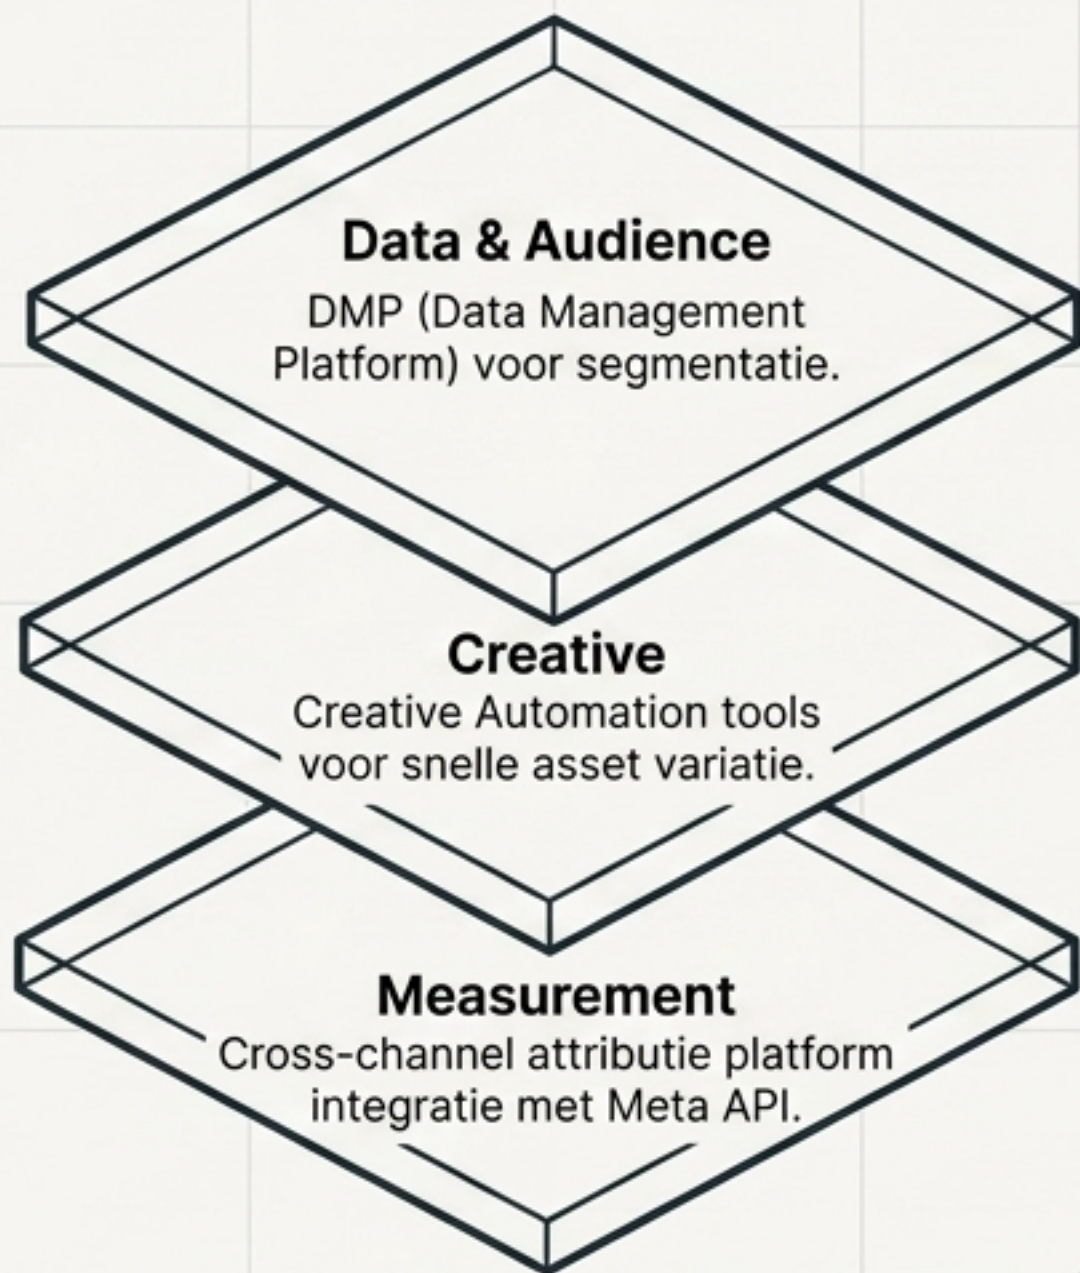 Data & Audience
DMP (Data Management
Platform) voor segmentatie.
Creative
Creative Automation tools
voor snelle asset variatie.
Measurement
Cross-channel attributie platform
integratie met Meta API.